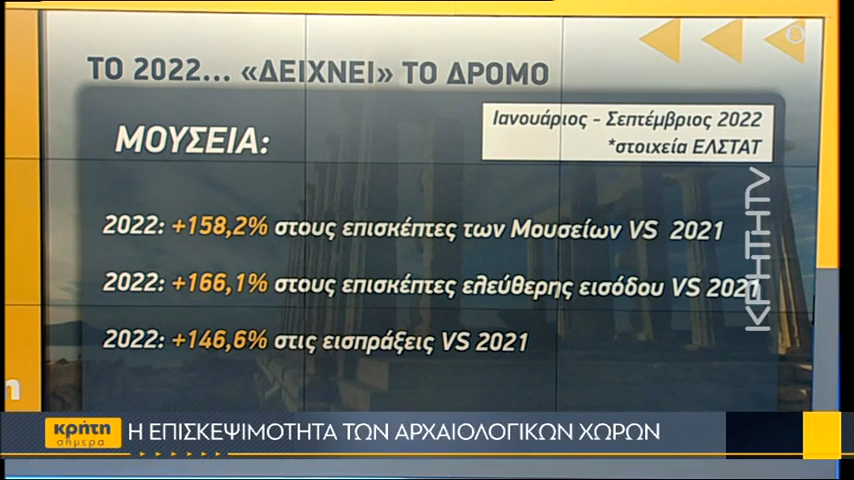 ΤΟ 2022... «ΔΕΙΧΝΕΙ» ΤΟ ΔΡΟΜΟ
Ιανουάριος - Σεπτέμβριος 2022
*στοιχεία ΕΛΣΤΑΤ
ΜΟΥΣΕΙΑ:
2022: +158,2% στους επισκέπτες των Μουσείων VS 2021
2022: +166,1% στους επισκέπτες ελεύθερης εισόδου VS 2021
2022: +146,6% στις εισπράξεις VS 2021
ΚΡΗΤΗTV
κρήτη
σήμερα
Η ΕΠΙΣΚΕΨΙΜΟΤΗΤΑ ΤΩΝ ΑΡΧΑΙΟΛΟΓΙΚΩΝ ΧΩΡΩΝ